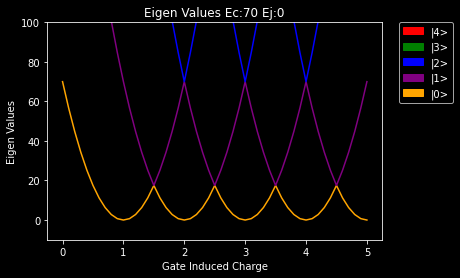 Eigen Values Ec:70 Ej:0
100
80
60
40
20
0
Eigen Values
0 1 2 3 4 5
Gate Induced Charge
|4>
|3>
|2>
|1>
|0>